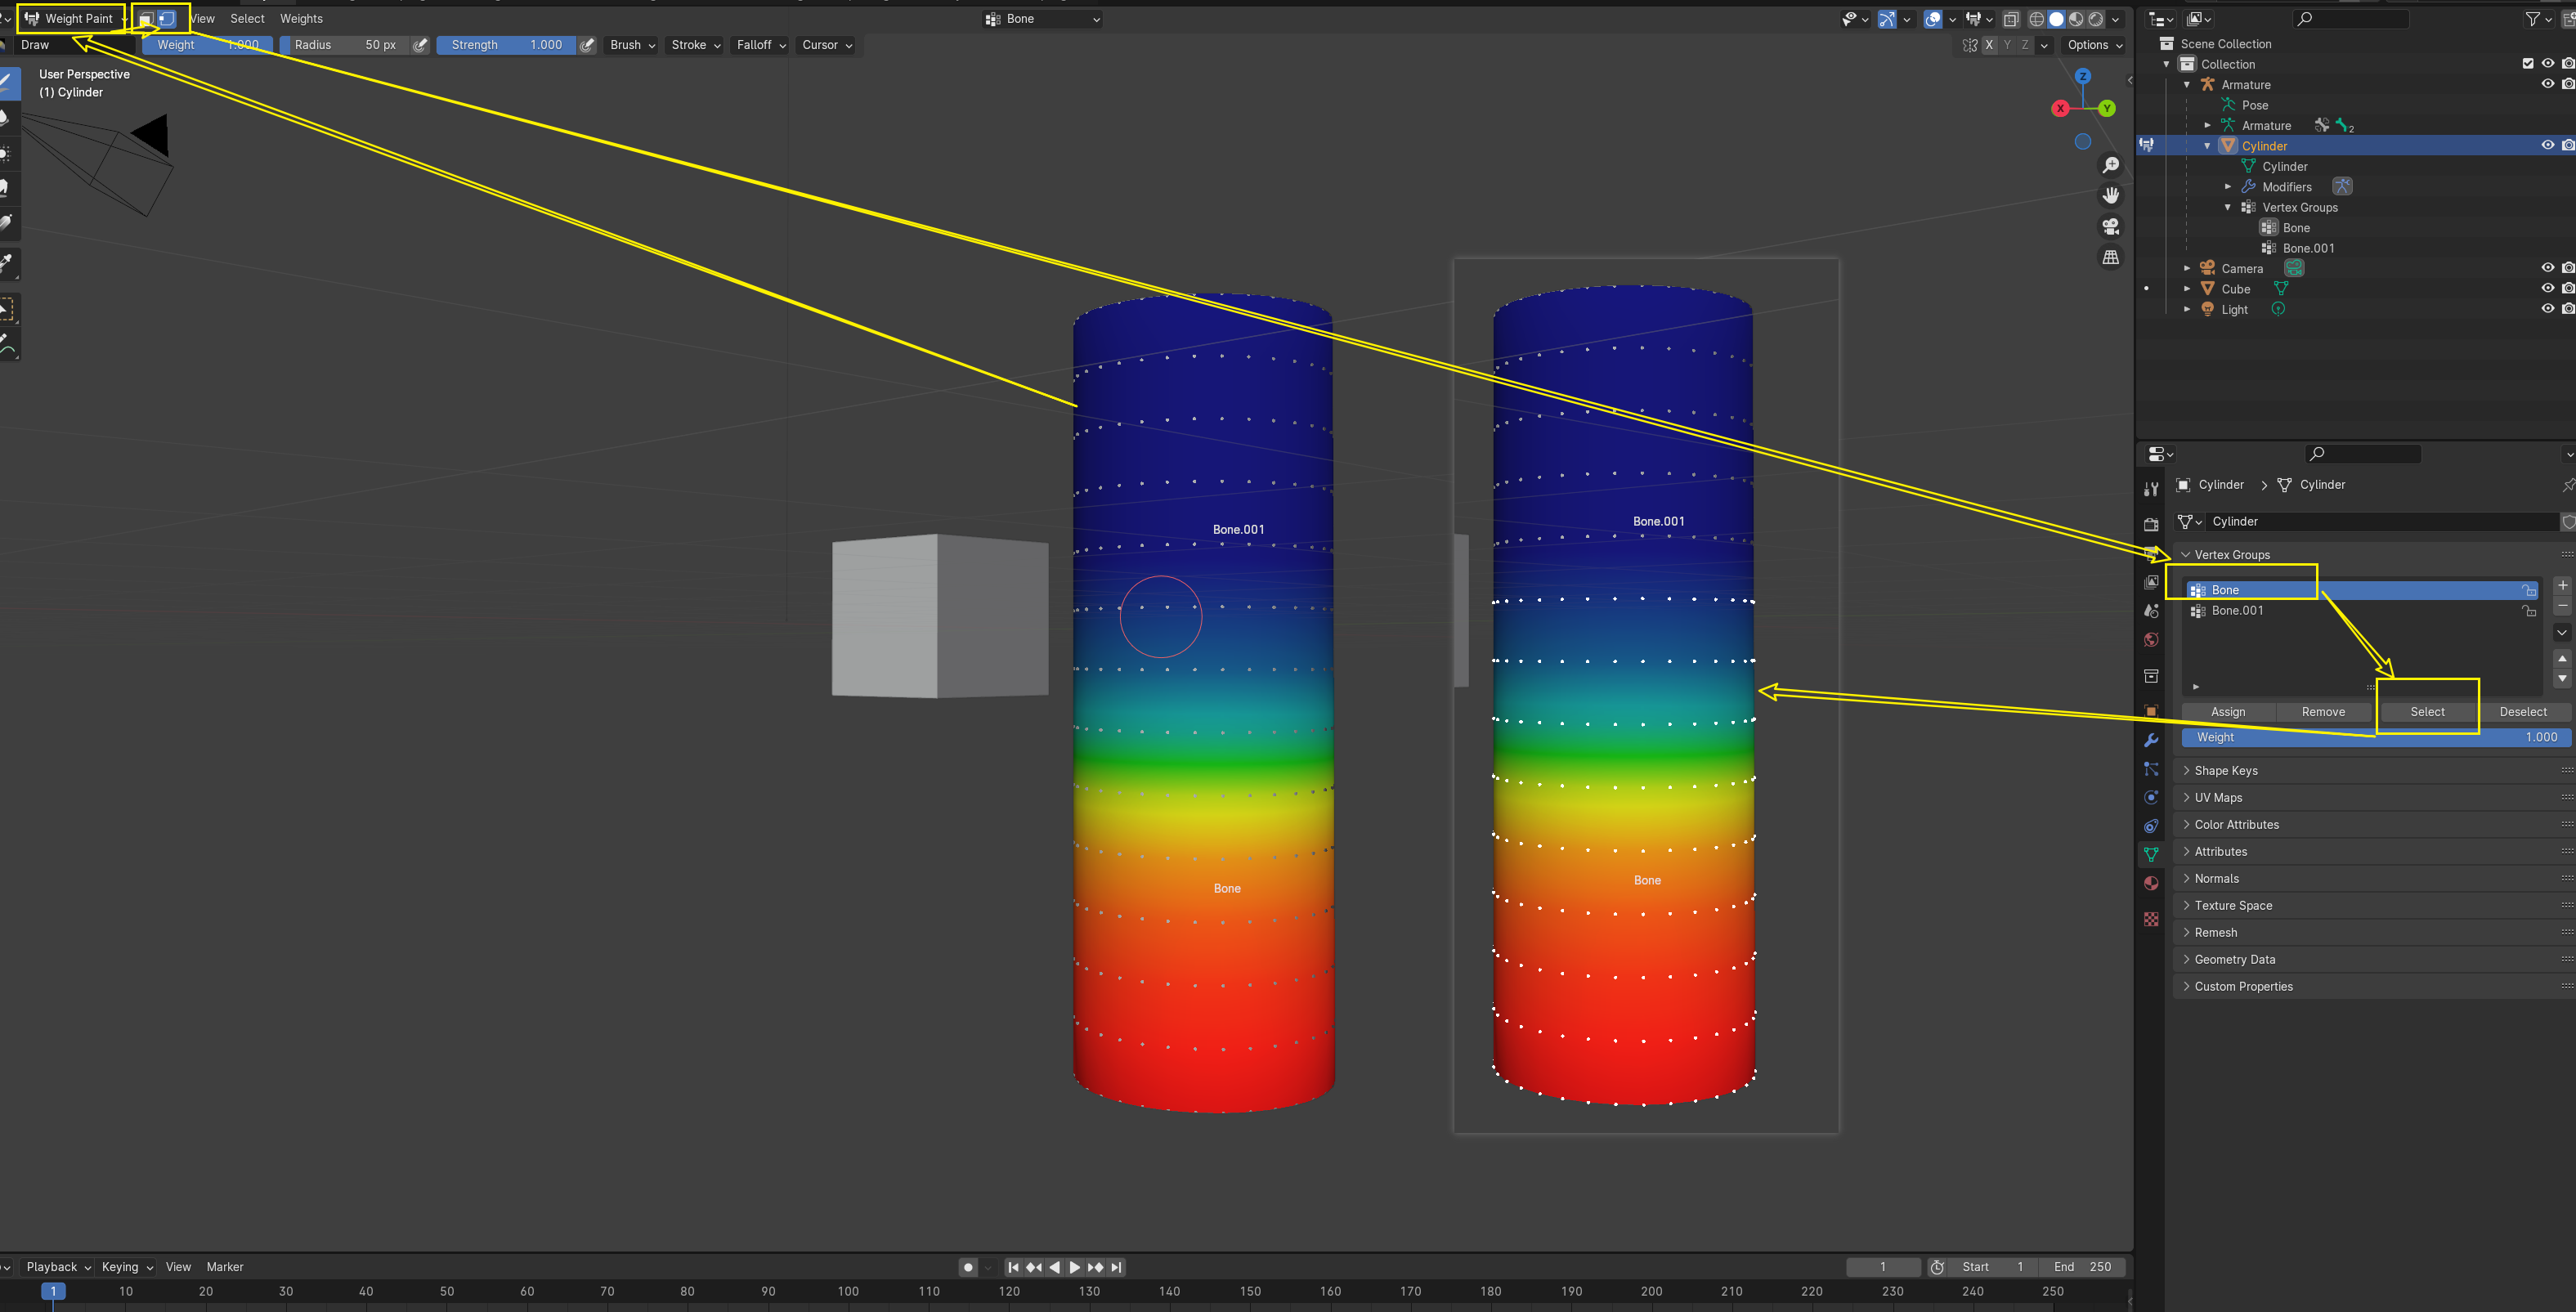 Weight Paint View Select Weights Bone
Draw Weight 1.000 Radius 50 px Strength 1.000 Brush Stroke Falloff Cursor X Y Z Options
User Perspective
(1) Cylinder
Z
X Y
Bone.001
Bone
Bone.001
Bone
Scene Collection
Collection
Armature
Pose
Armature 2
Cylinder
Cylinder
Modifiers
Vertex Groups
Bone
Bone.001
Camera
Cube
Light
Cylinder > Cylinder
Cylinder
Vertex Groups
Bone
Bone.001
Assign Remove Select Deselect
Weight 1.000
Shape Keys
UV Maps
Color Attributes
Attributes
Normals
Texture Space
Remesh
Geometry Data
Custom Properties
Playback Keying View Marker 1 Start 1 End 250
1 10 20 30 40 50 60 70 80 90 100 110 120 130 140 150 160 170 180 190 200 210 220 230 240 250